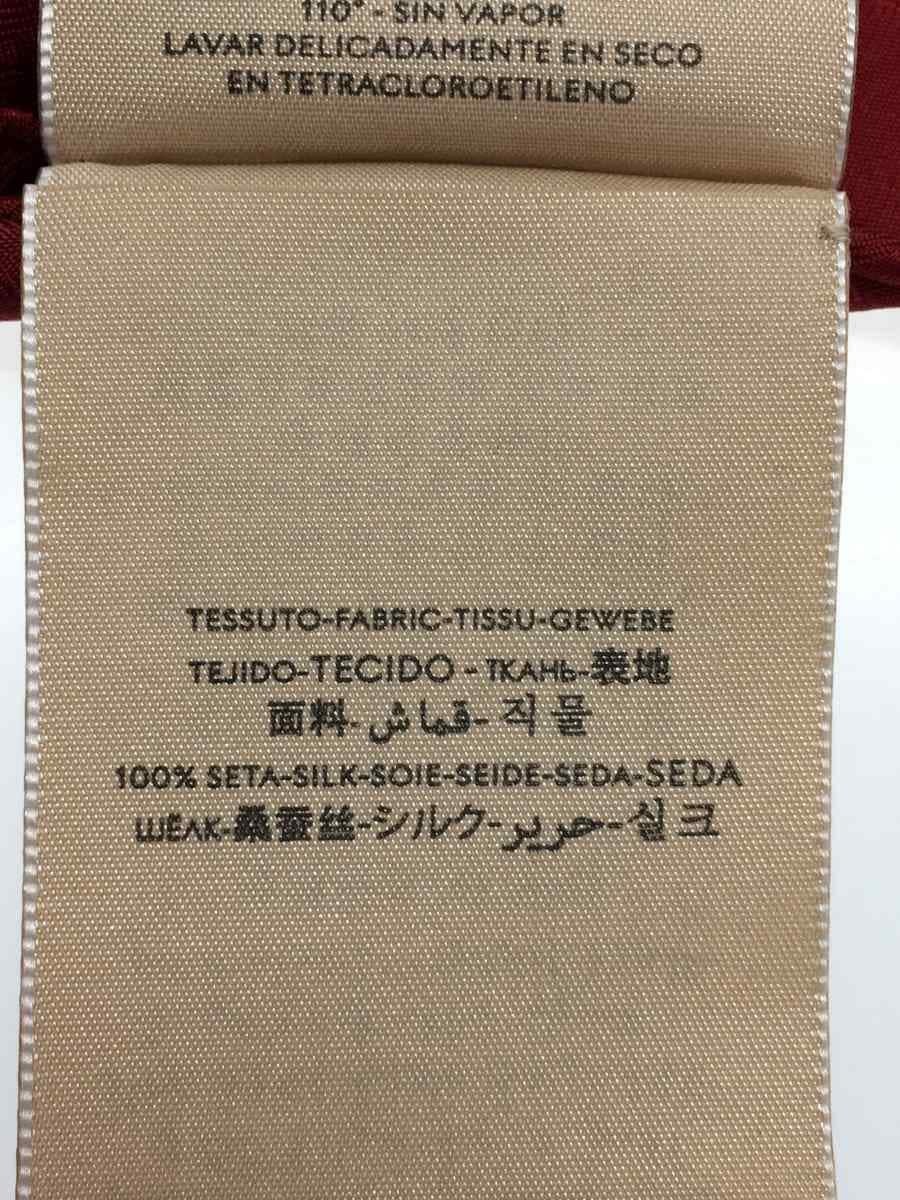 110° - SIN VAPOR
LAVAR DELICADAMENTE EN SECO
EN TETRACLOROETILENO
TESSUTO-FABRIC-TISSU-GEWEBE
TEJIDO-TECIDO - ТКАНЬ-表地
面料-قماش-직물
100% SETA-SILK-SOIE-SEIDE-SEDA-SEDA
ШЁЛК-桑蚕丝-シルク-حرير-실크